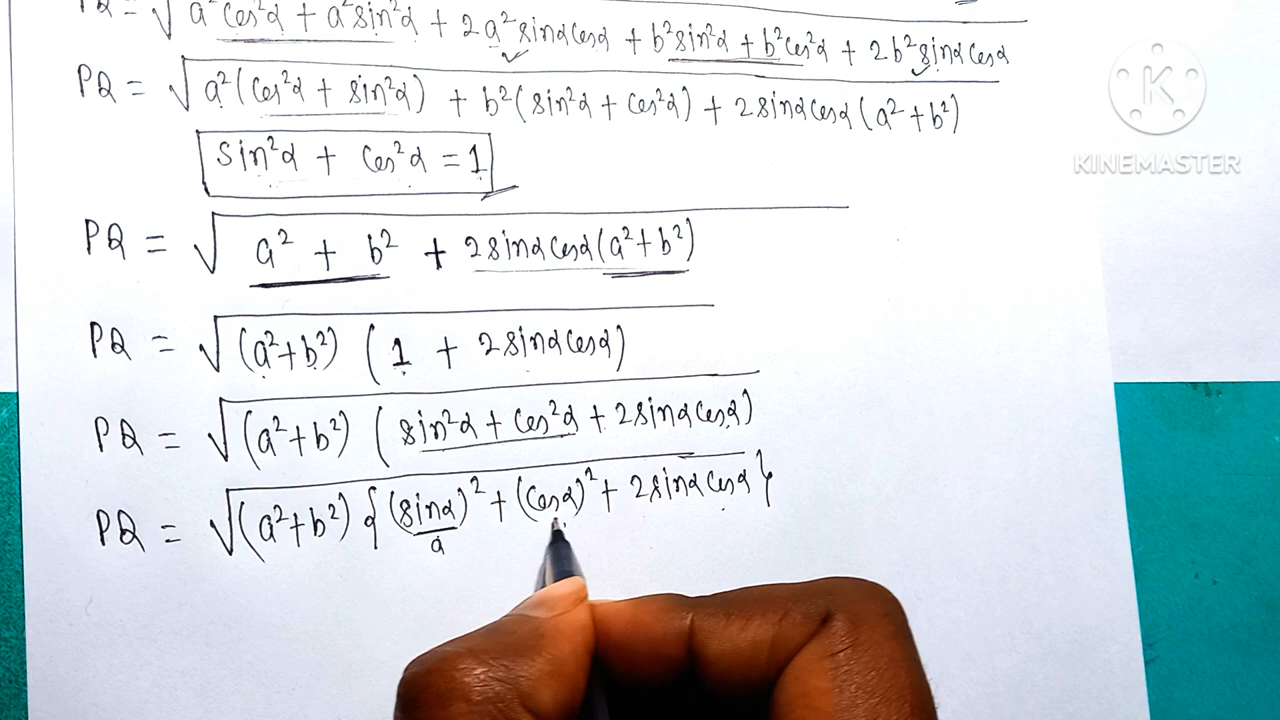 PQ = √a²cos²α + a²sin²α + 2a²sinαcosα + b²sin²α + b²cos²α + 2b²sinαcosα
PQ = √a²(cos²α + sin²α) + b²(sin²α + cos²α) + 2sinαcosα(a²+b²)
sin²α + cos²α = 1
PQ = √a² + b² + 2sinαcosα(a²+b²)
PQ = √(a²+b²) (1 + 2sinαcosα)
PQ = √(a²+b²) (sin²α + cos²α + 2sinαcosα)
PQ = √(a²+b²) {(sinα)² + (cosα)² + 2sinαcosα}
a
K
KINEMASTER